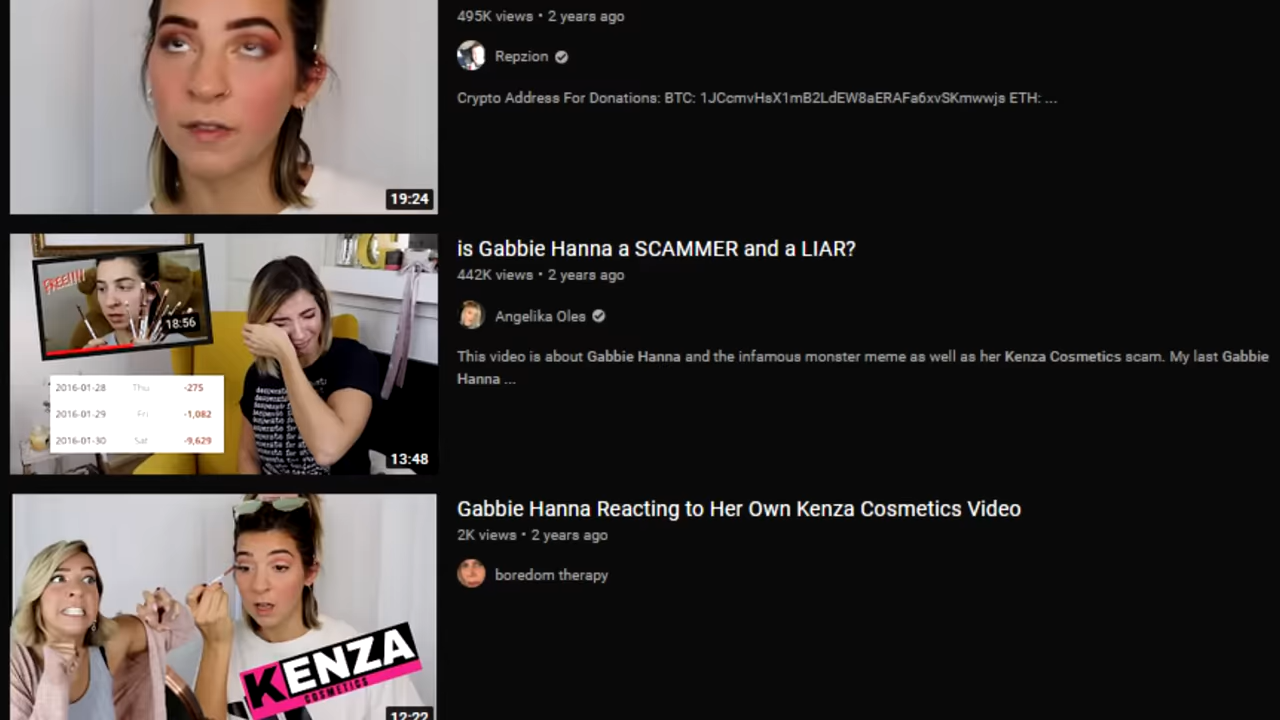 495K views • 2 years ago
Repzion
Crypto Address For Donations: BTC: 1JCcmvHsX1mB2LdEW8aERAFa6xvSKmwwjs ETH: ...
19:24
is Gabbie Hanna a SCAMMER and a LIAR?
442K views • 2 years ago
Angelika Oles
This video is about Gabbie Hanna and the infamous monster meme as well as her Kenza Cosmetics scam. My last Gabbie
Hanna ...
18:56
2016-01-28 Thu -275
2016-01-29 Fri -1,082
2016-01-30 Sat -9,629
13:48
Gabbie Hanna Reacting to Her Own Kenza Cosmetics Video
2K views • 2 years ago
boredom therapy
KENZA
COSMETICS
12:22